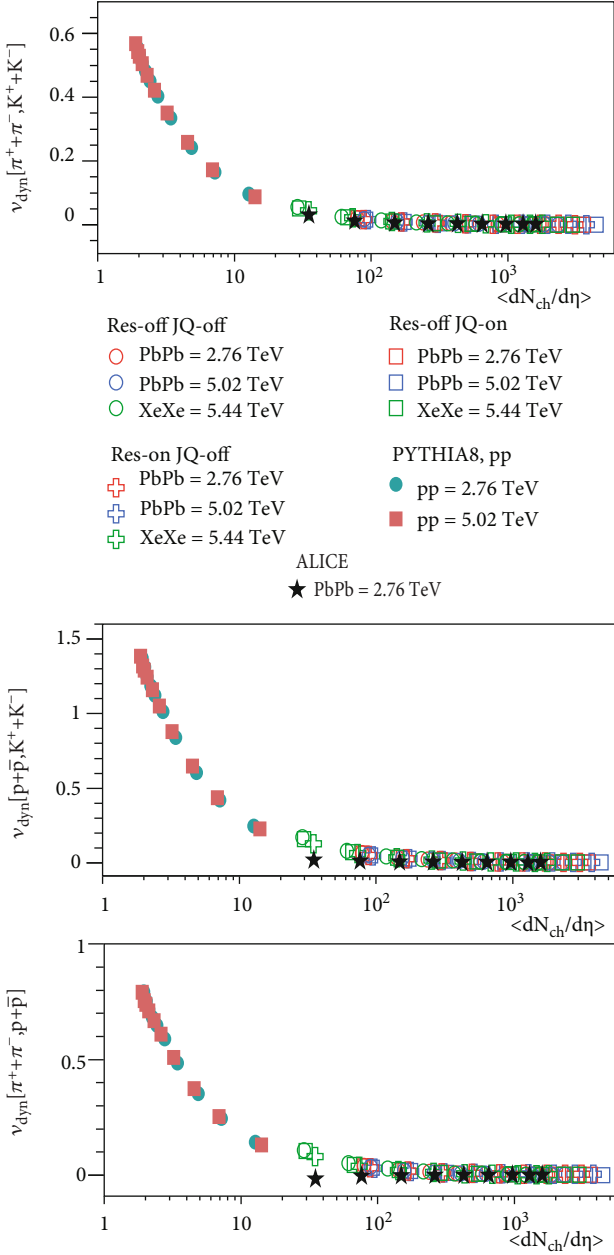 0.6
0.4
0.2
0
ν_dyn[π⁺+π⁻,K⁺+K⁻]
1
10
10²
10³
<dN_ch/dη>
Res-off JQ-off
PbPb = 2.76 TeV
PbPb = 5.02 TeV
XeXe = 5.44 TeV
Res-off JQ-on
PbPb = 2.76 TeV
PbPb = 5.02 TeV
XeXe = 5.44 TeV
Res-on JQ-off
PbPb = 2.76 TeV
PbPb = 5.02 TeV
XeXe = 5.44 TeV
PYTHIA8, pp
pp = 2.76 TeV
pp = 5.02 TeV
ALICE
PbPb = 2.76 TeV
1.5
1
0.5
0
ν_dyn[p+p̅,K⁺+K⁻]
1
10
10²
10³
<dN_ch/dη>
1
0.5
0
ν_dyn[π⁺+π⁻,p+p̅]
1
10
10²
10³
<dN_ch/dη>